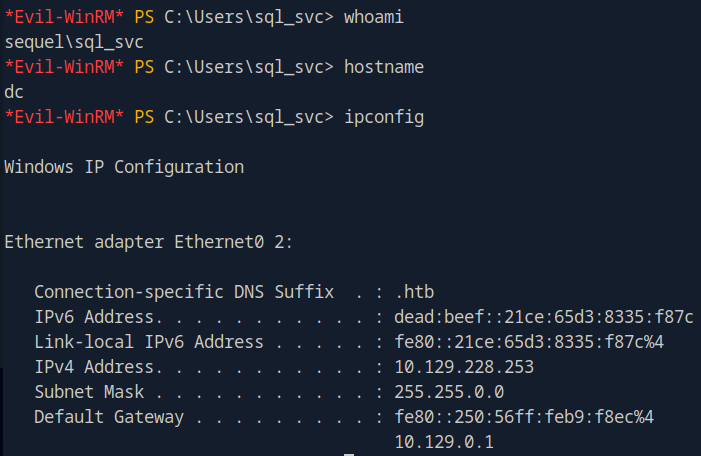 *Evil-WinRM* PS C:\Users\sql_svc> whoami
sequel\sql_svc
*Evil-WinRM* PS C:\Users\sql_svc> hostname
dc
*Evil-WinRM* PS C:\Users\sql_svc> ipconfig
Windows IP Configuration
Ethernet adapter Ethernet0 2:
Connection-specific DNS Suffix  . : .htb
IPv6 Address. . . . . . . . . . . : dead:beef::21ce:65d3:8335:f87c
Link-local IPv6 Address . . . . . : fe80::21ce:65d3:8335:f87c%4
IPv4 Address. . . . . . . . . . . : 10.129.228.253
Subnet Mask . . . . . . . . . . . : 255.255.0.0
Default Gateway . . . . . . . . . : fe80::250:56ff:feb9:f8ec%4
10.129.0.1